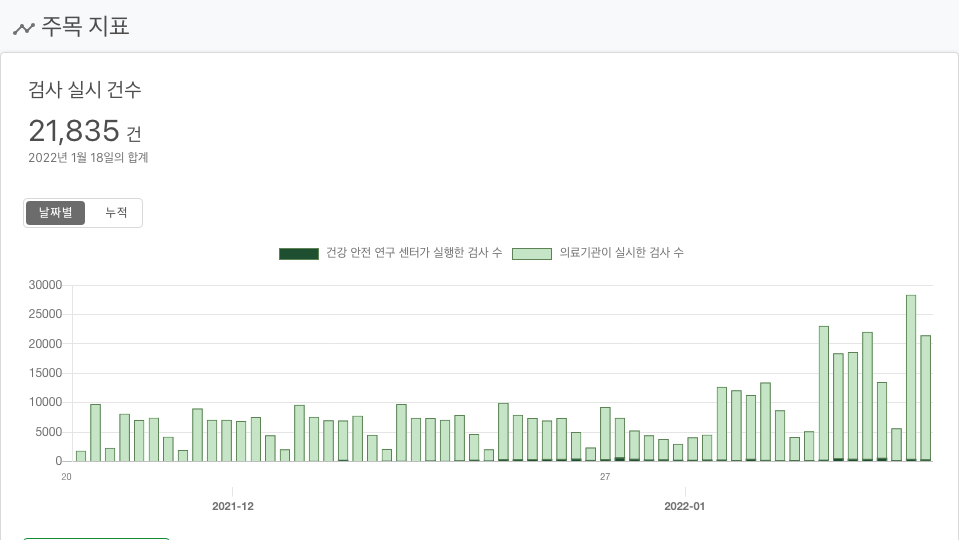 주목 지표
검사 실시 건수
21,835 건
2022년 1월 18일의 합계
날짜별 누적
건강 안전 연구 센터가 실행한 검사 수 의료기관이 실시한 검사 수
30000
25000
20000
15000
10000
5000
0
20 27
2021-12 2022-01